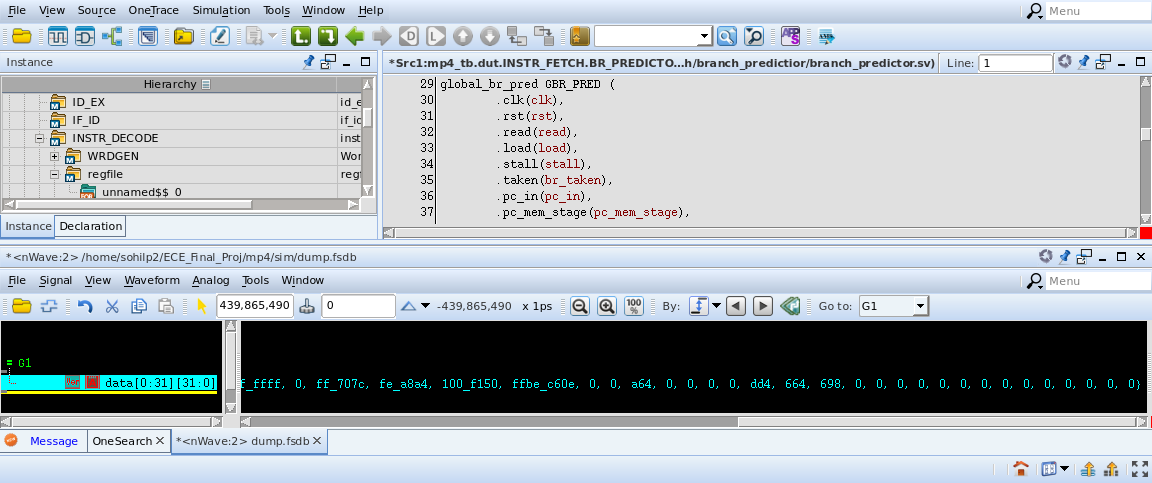 File View Source OneTrace Simulation Tools Window Help Menu
Instance
*Src1:mp4_tb.dut.INSTR_FETCH.BR_PREDICTO...h/branch_predictior/branch_predictor.sv) Line: 1
Hierarchy
ID_EX id_e
IF_ID if_ic
INSTR_DECODE inst
WRDGEN Wor
regfile regf
unnamed$$_0
29 global_br_pred GBR_PRED (
30 .clk(clk),
31 .rst(rst),
32 .read(read),
33 .load(load),
34 .stall(stall),
35 .taken(br_taken),
36 .pc_in(pc_in),
37 .pc_mem_stage(pc_mem_stage),
Instance Declaration
*<nWave:2> /home/sohilp2/ECE_Final_Proj/mp4/sim/dump.fsdb
File Signal View Waveform Analog Tools Window Menu
439,865,490 0 -439,865,490 x 1ps 100 % By: Go to: G1
= G1
data[0:31][31:0] f_ffff, 0, ff_707c, fe_a8a4, 100_f150, ffbe_c60e, 0, 0, a64, 0, 0, 0, 0, dd4, 664, 698, 0, 0, 0, 0, 0, 0, 0, 0, 0, 0, 0}
Message OneSearch *<nWave:2> dump.fsdb